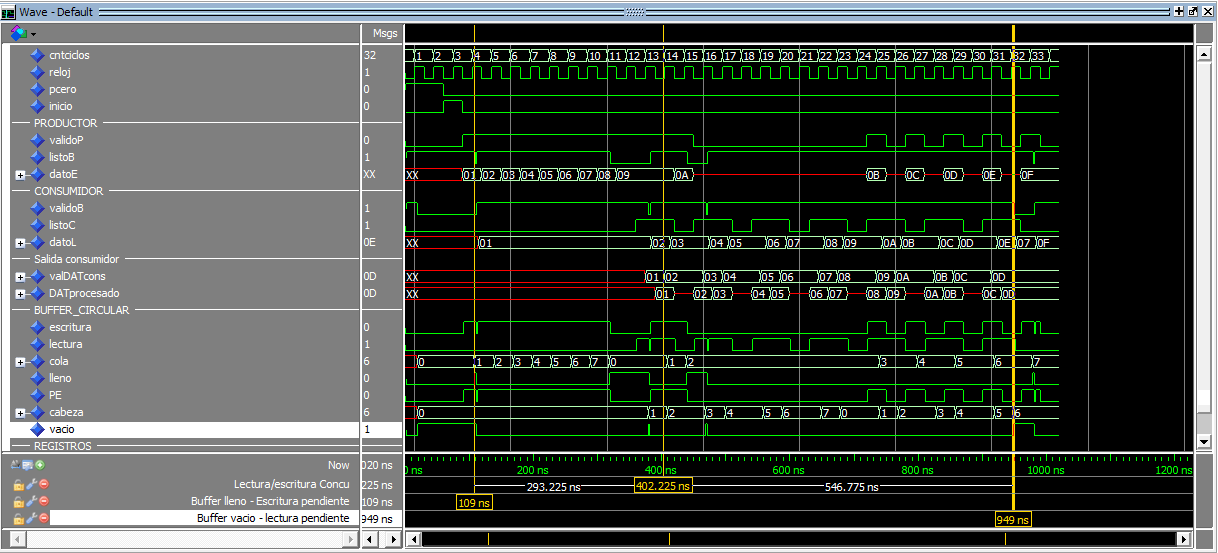 Wave - Default
Msgs
cntciclos 32 1 2 3 4 5 6 7 8 9 10 11 12 13 14 15 16 17 18 19 20 21 22 23 24 25 26 27 28 29 30 31 32 33
reloj 1
pcero 0
inicio 0
PRODUCTOR
validoP 0
listoB 1
datoE XX XX 01 02 03 04 05 06 07 08 09 0A 0B 0C 0D 0E 0F
CONSUMIDOR
validoB 1
listoC 1
datoL 0E XX 01 02 03 04 05 06 07 08 09 0A 0B 0C 0D 0E 07 0F
Salida consumidor
valDATcons 0D XX 01 02 03 04 05 06 07 08 09 0A 0B 0C 0D
DATprocesado 0D XX 01 02 03 04 05 06 07 08 09 0A 0B 0C 0D
BUFFER_CIRCULAR
escritura 0
lectura 1
cola 6 0 1 2 3 4 5 6 7 0 1 2 3 4 5 6 7
lleno 0
PE 0
cabeza 6 0 1 2 3 4 5 6 7 0 1 2 3 4 5 6
vacio 1
REGISTROS
Now 020 ns 0 ns 200 ns 400 ns 600 ns 800 ns 1000 ns 1200 ns
Lectura/escritura Concu 225 ns 293.225 ns 402.225 ns 546.775 ns
Buffer lleno - Escritura pendiente 109 ns 109 ns
Buffer vacio - lectura pendiente 949 ns 949 ns